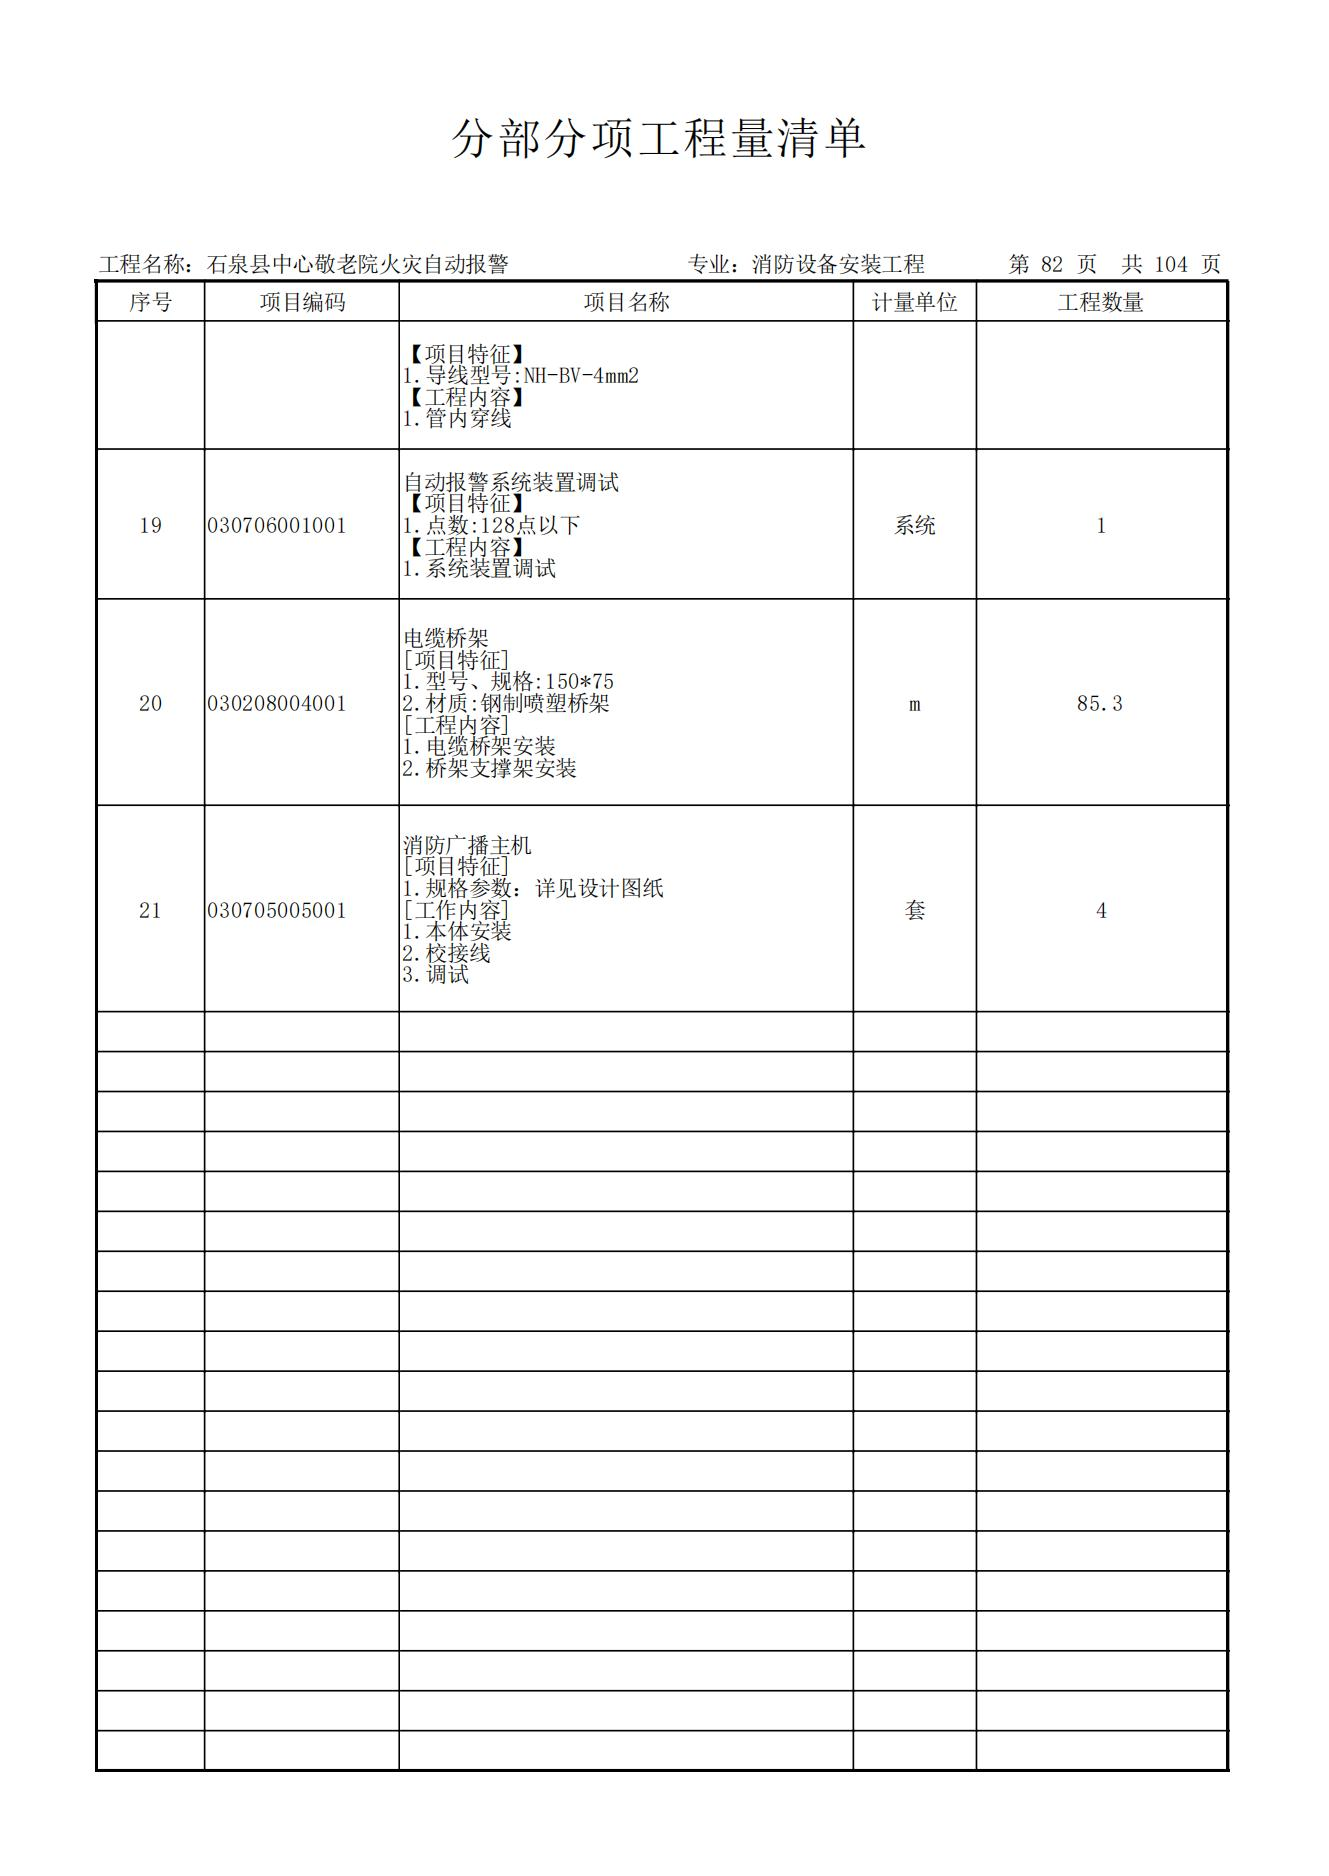 分部分项工程量清单
工程名称：石泉县中心敬老院火灾自动报警 专业：消防设备安装工程 第 82 页 共 104 页
序号 项目编码 项目名称 计量单位 工程数量
【项目特征】
1.导线型号:NH-BV-4mm2
【工程内容】
1.管内穿线
自动报警系统装置调试
【项目特征】
19 030706001001 1.点数:128点以下 系统 1
【工程内容】
1.系统装置调试
电缆桥架
[项目特征]
1.型号、规格:150*75
20 030208004001 2.材质:钢制喷塑桥架 m 85.3
[工程内容]
1.电缆桥架安装
2.桥架支撑架安装
消防广播主机
[项目特征]
1.规格参数：详见设计图纸
21 030705005001 [工作内容] 套 4
1.本体安装
2.校接线
3.调试